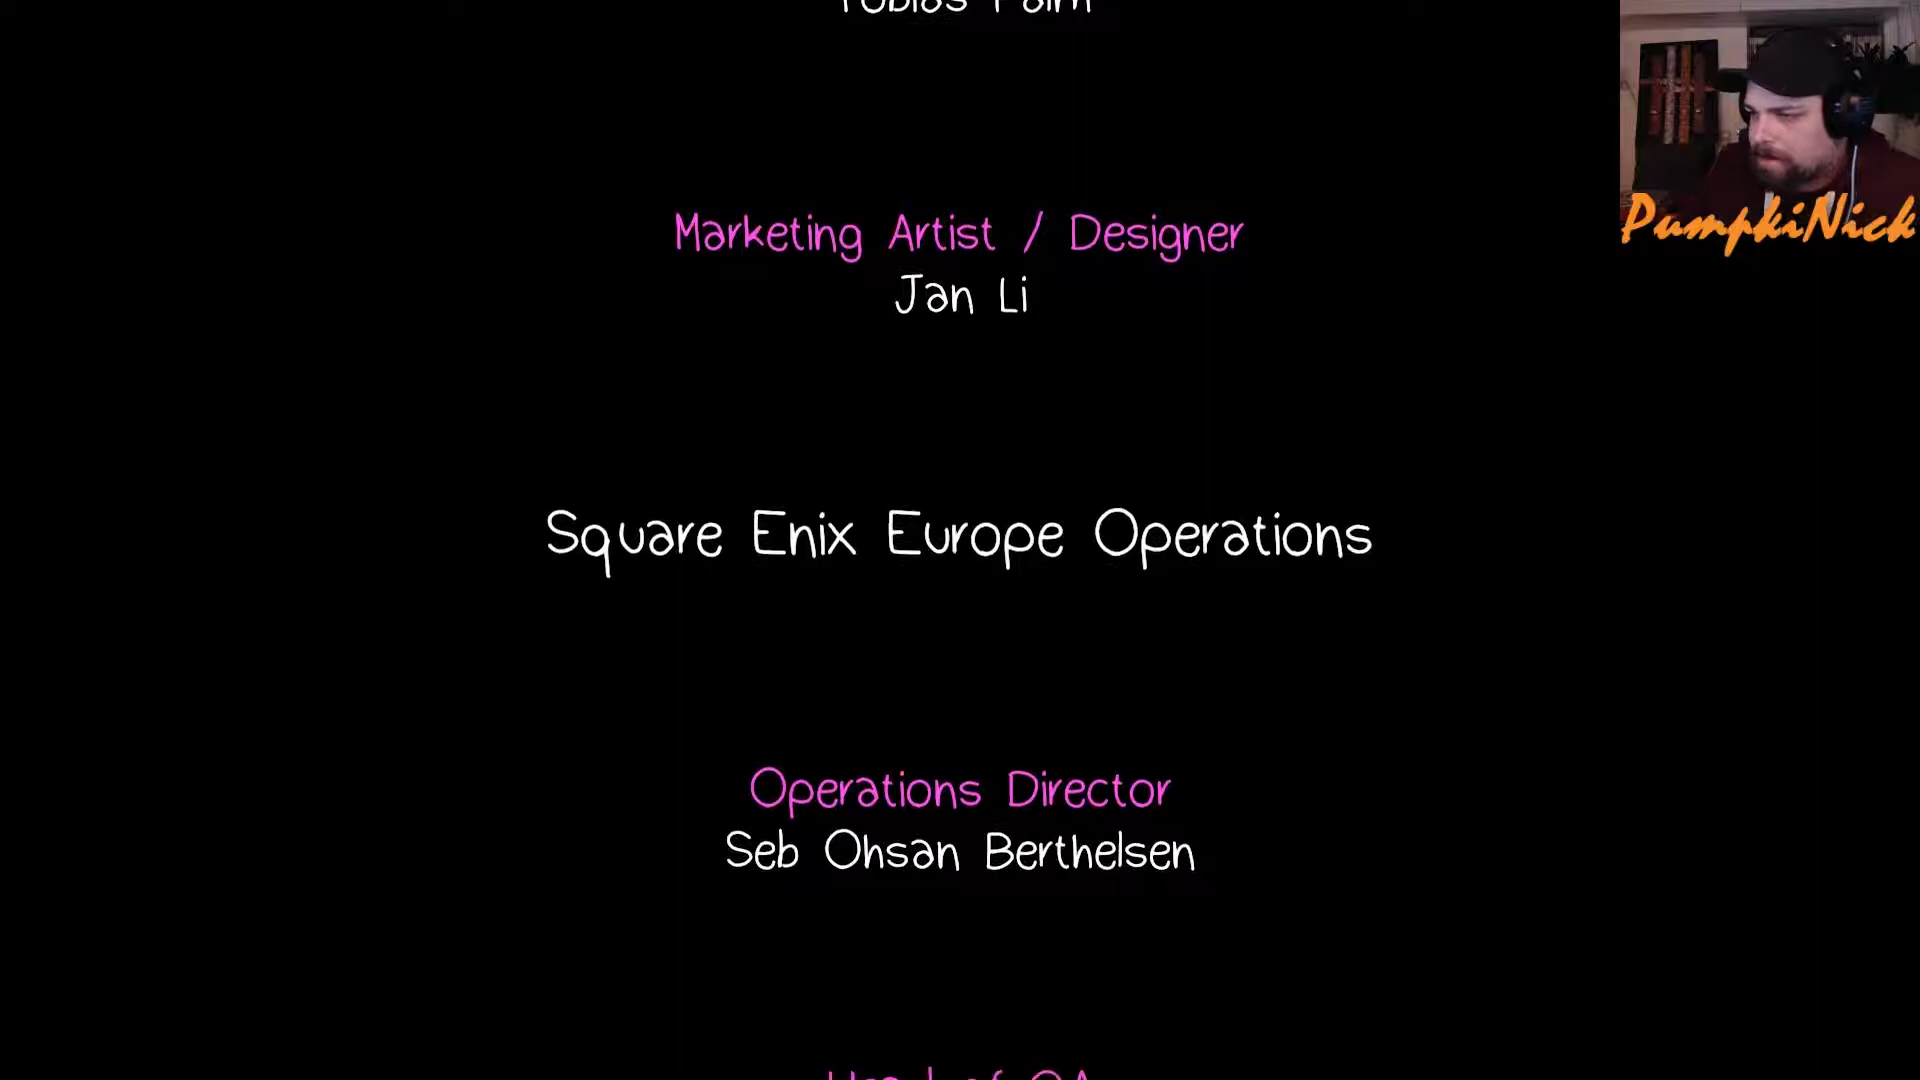 Marketing Artist / Designer
Jan Li
PumpkiNick
Square Enix Europe Operations
Operations Director
Seb Ohsan Berthelsen